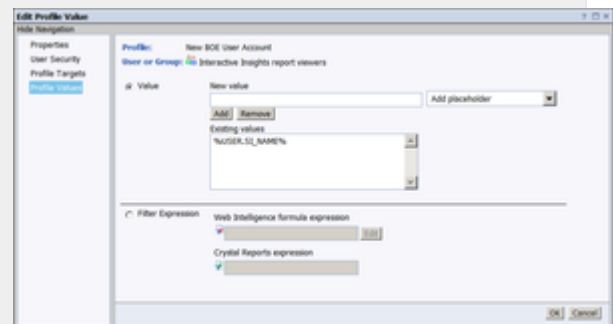 Edit Profile Value
Hide Navigation
Properties
User Security
Profile Targets
Profile Values
Profile: New BOE User Account
User or Group: Interactive Insights report viewers
Value
New value
Add placeholder
Add Remove
Existing values
%USER.SI_NAME%
Filter Expression
Web Intelligence formula expression
Edit
Crystal Reports expression
OK Cancel